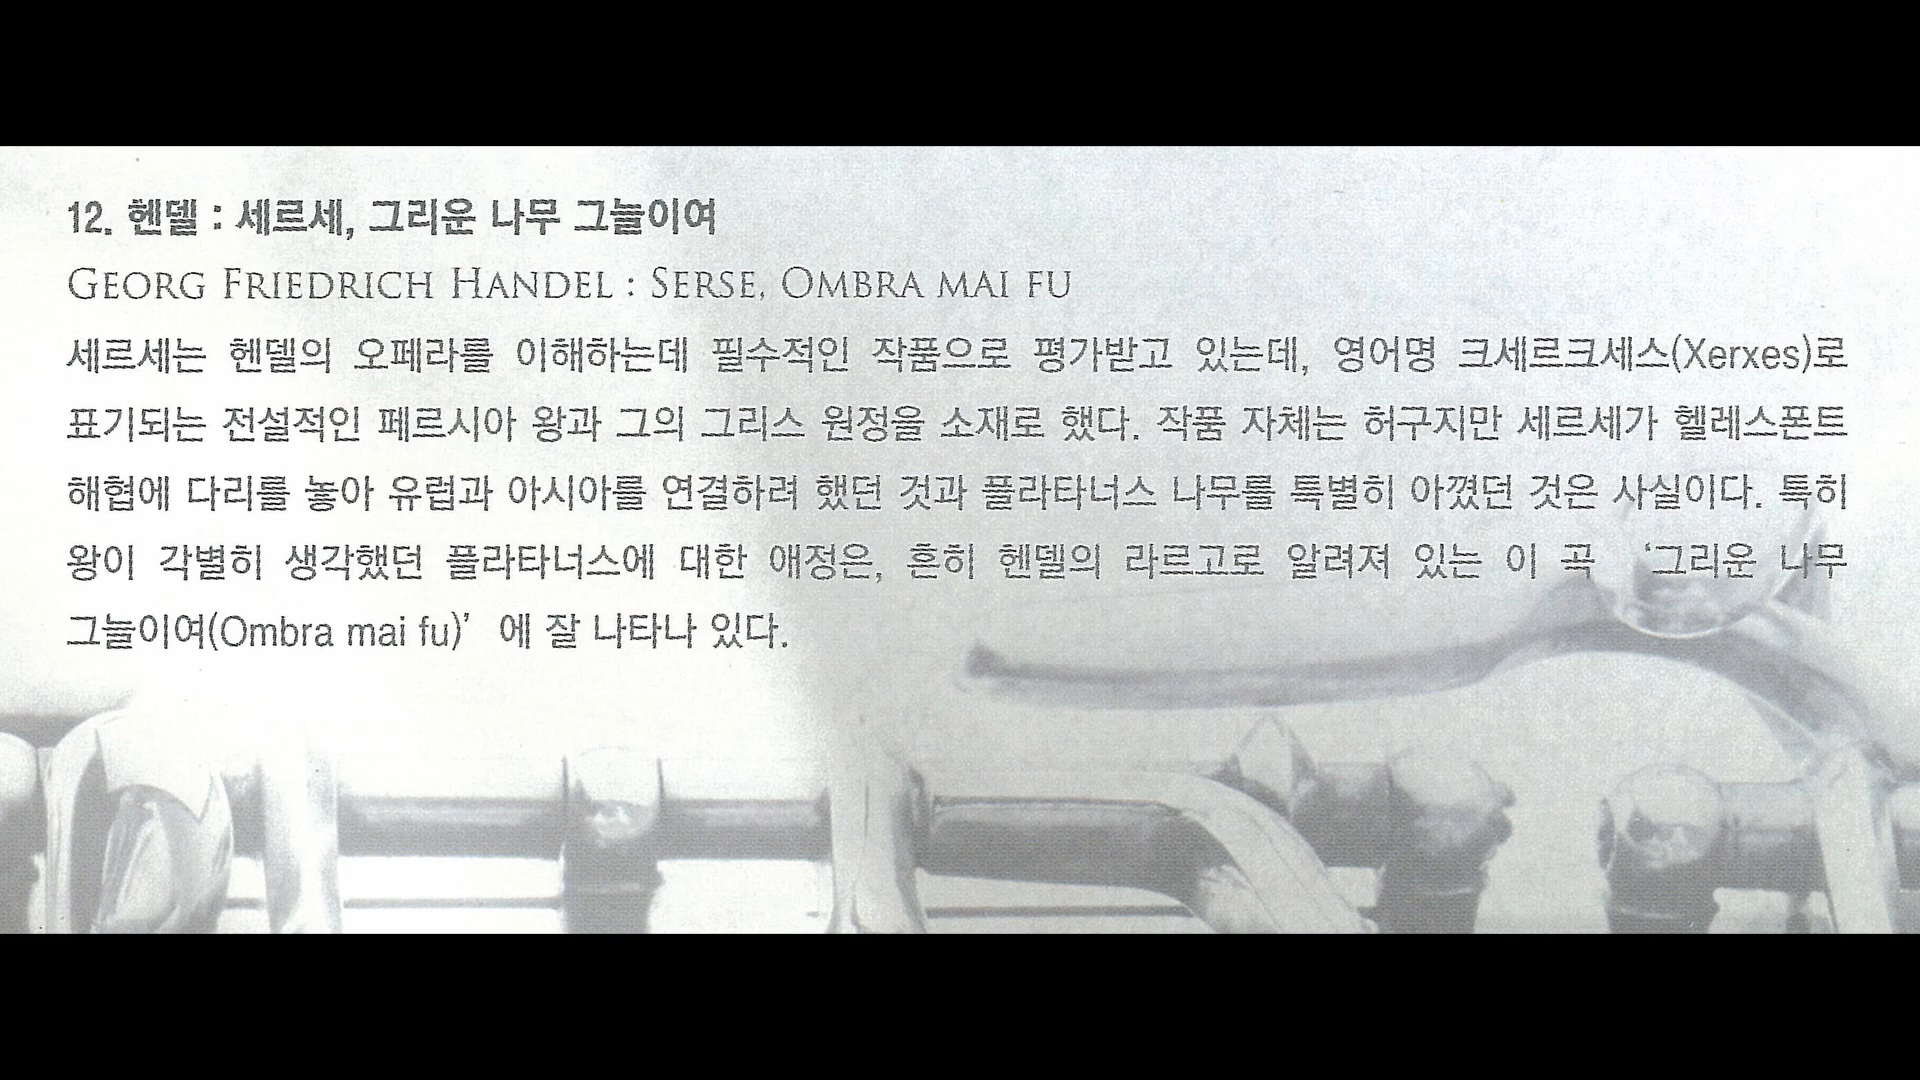 12. 헨델 : 세르세, 그리운 나무 그늘이여
GEORG FRIEDRICH HANDEL : SERSE, OMBRA MAI FU
세르세는 헨델의 오페라를 이해하는데 필수적인 작품으로 평가받고 있는데, 영어명 크세르크세스(Xerxes)로
표기되는 전설적인 페르시아 왕과 그의 그리스 원정을 소재로 했다. 작품 자체는 허구지만 세르세가 헬레스폰트
해협에 다리를 놓아 유럽과 아시아를 연결하려 했던 것과 플라타너스 나무를 특별히 아꼈던 것은 사실이다. 특히
왕이 각별히 생각했던 플라타너스에 대한 애정은, 흔히 헨델의 라르고로 알려져 있는 이 곡 ‘그리운 나무
그늘이여(Ombra mai fu)’ 에 잘 나타나 있다.